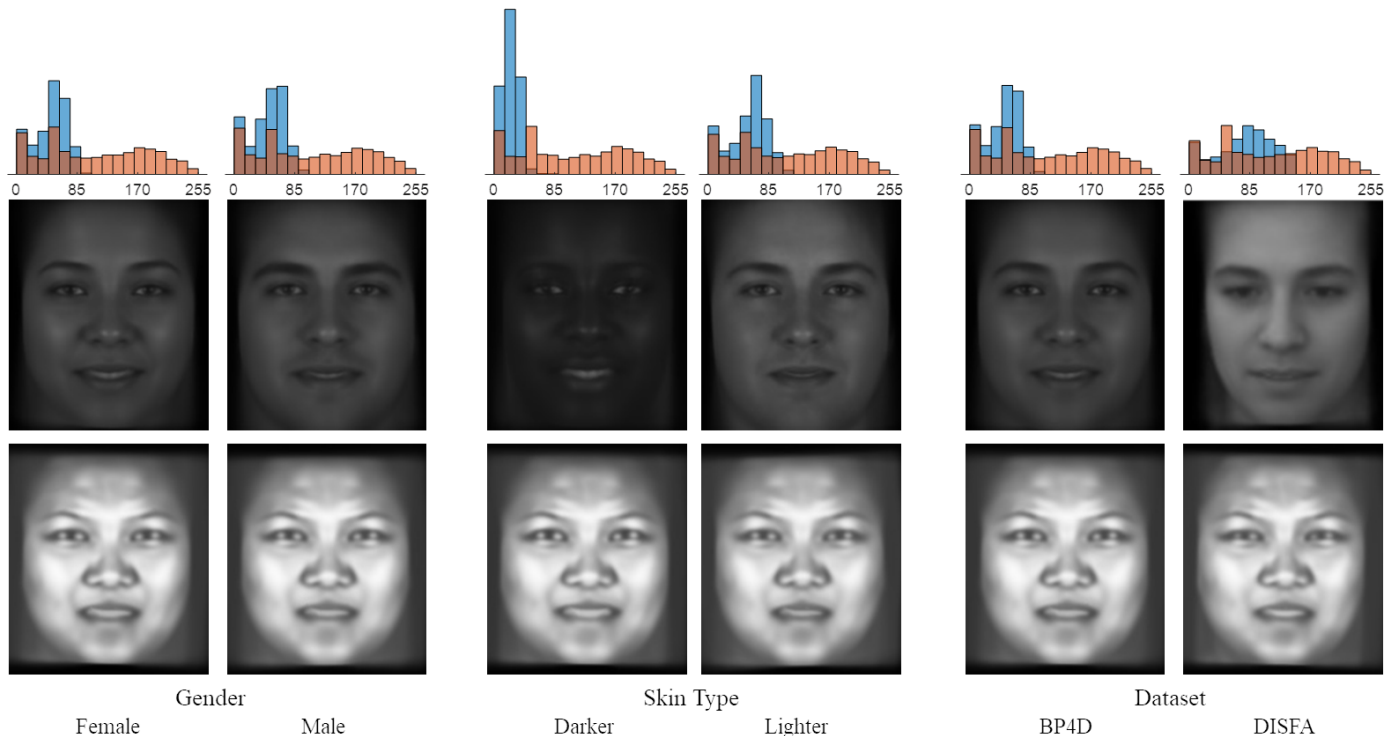 0 85 170 255 0 85 170 255 0 85 170 255 0 85 170 255 0 85 170 255 0 85 170 255
Gender Skin Type Dataset
Female Male Darker Lighter BP4D DISFA